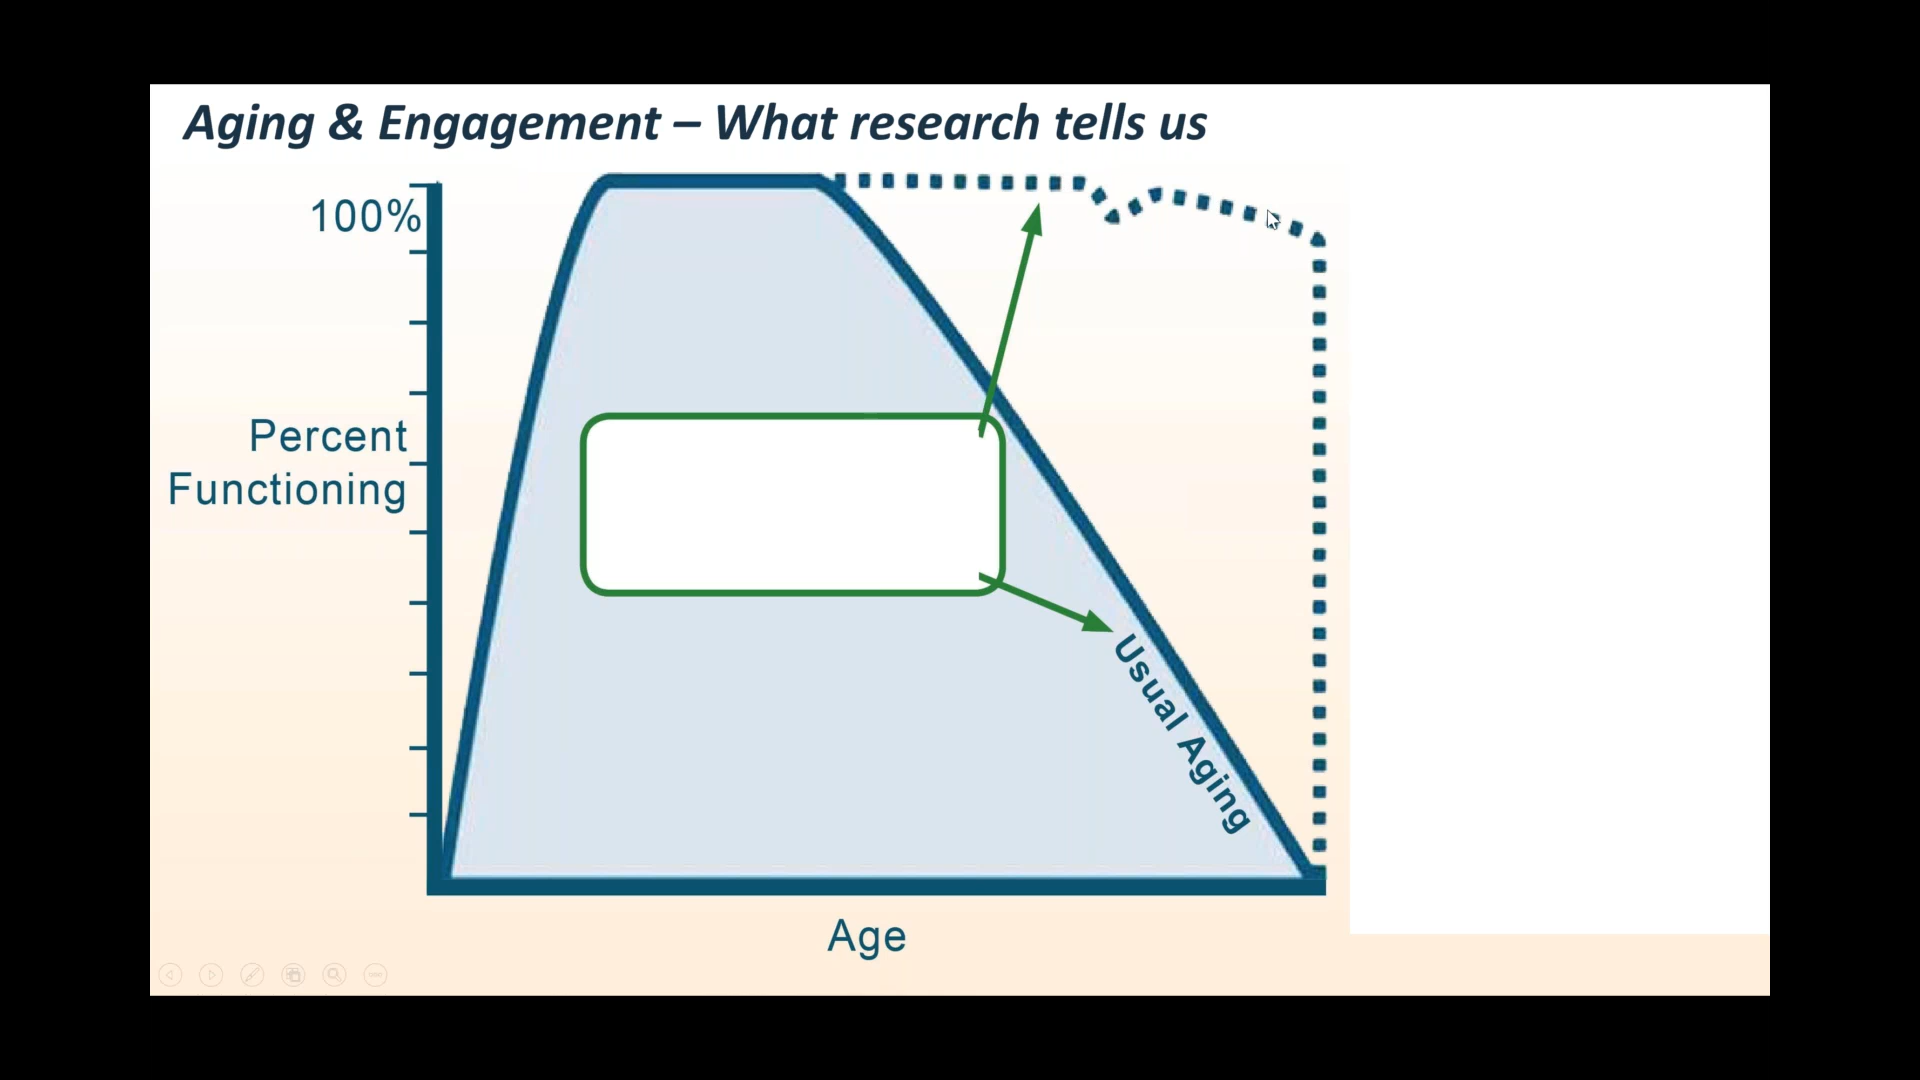 Aging & Engagement – What research tells us
100%
Percent
Functioning
Usual Aging
Age